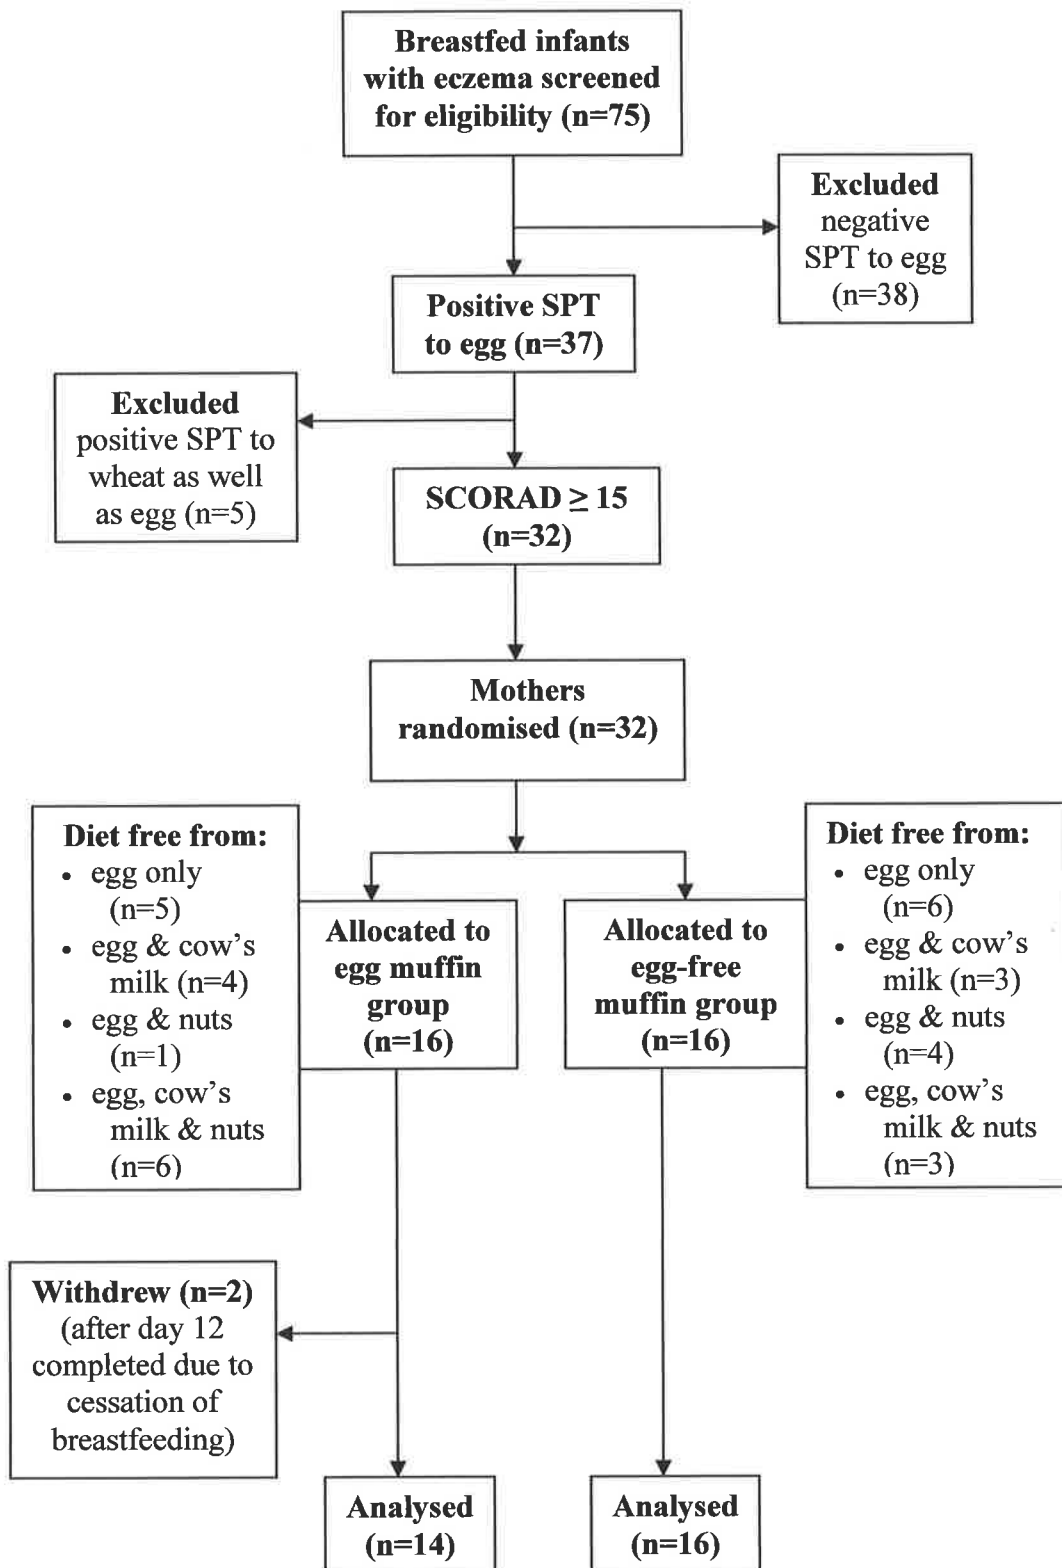 Breastfed infants
with eczema screened
for eligibility (n=75)
Excluded
negative
SPT to egg
(n=38)
Positive SPT
to egg (n=37)
Excluded
positive SPT to
wheat as well
as egg (n=5)
SCORAD ≥ 15
(n=32)
Mothers
randomised (n=32)
Diet free from:
• egg only
(n=5)
• egg & cow's
milk (n=4)
• egg & nuts
(n=1)
• egg, cow's
milk & nuts
(n=6)
Allocated to
egg muffin
group
(n=16)
Allocated to
egg-free
muffin group
(n=16)
Diet free from:
• egg only
(n=6)
• egg & cow's
milk (n=3)
• egg & nuts
(n=4)
• egg, cow's
milk & nuts
(n=3)
Withdrew (n=2)
(after day 12
completed due to
cessation of
breastfeeding)
Analysed
(n=14)
Analysed
(n=16)